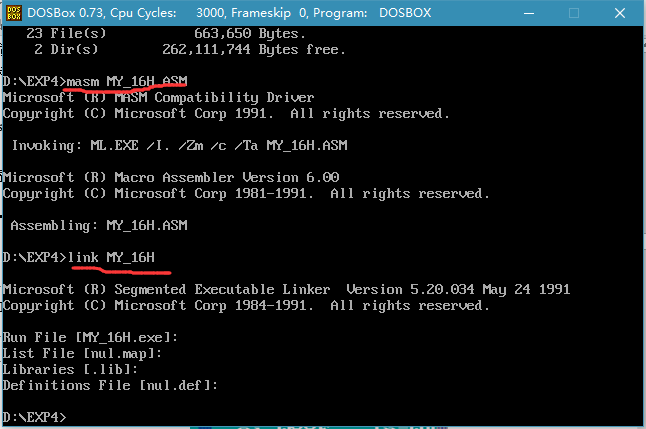 DOSBox 0.73, Cpu Cycles: 3000, Frameskip 0, Program: DOSBOX
23 File(s) 663,650 Bytes.
2 Dir(s) 262,111,744 Bytes free.
D:\EXP4>masm MY_16H.ASM
Microsoft (R) MASM Compatibility Driver
Copyright (C) Microsoft Corp 1991. All rights reserved.
Invoking: ML.EXE /I. /Zm /c /Ta MY_16H.ASM
Microsoft (R) Macro Assembler Version 6.00
Copyright (C) Microsoft Corp 1981-1991. All rights reserved.
Assembling: MY_16H.ASM
D:\EXP4>link MY_16H
Microsoft (R) Segmented Executable Linker Version 5.20.034 May 24 1991
Copyright (C) Microsoft Corp 1984-1991. All rights reserved.
Run File [MY_16H.exe]:
List File [nul.map]:
Libraries [.lib]:
Definitions File [nul.def]:
D:\EXP4>